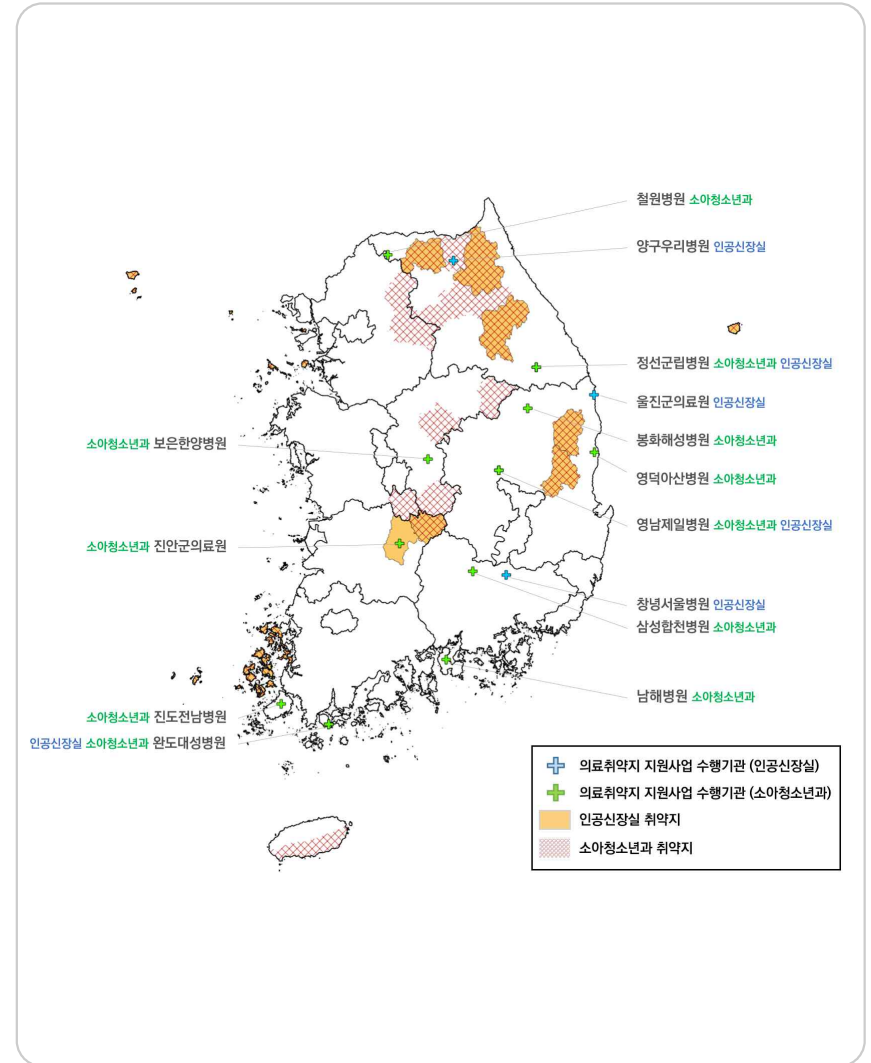 철원병원 소아청소년과
양구우리병원 인공신장실
정선군립병원 소아청소년과 인공신장실
울진군의료원 인공신장실
봉화해성병원 소아청소년과
영덕아산병원 소아청소년과
영남제일병원 소아청소년과 인공신장실
창녕서울병원 인공신장실
삼성합천병원 소아청소년과
남해병원 소아청소년과
소아청소년과 보은한양병원
소아청소년과 진안군의료원
소아청소년과 진도전남병원
인공신장실 소아청소년과 완도대성병원
의료취약지 지원사업 수행기관 (인공신장실)
의료취약지 지원사업 수행기관 (소아청소년과)
인공신장실 취약지
소아청소년과 취약지